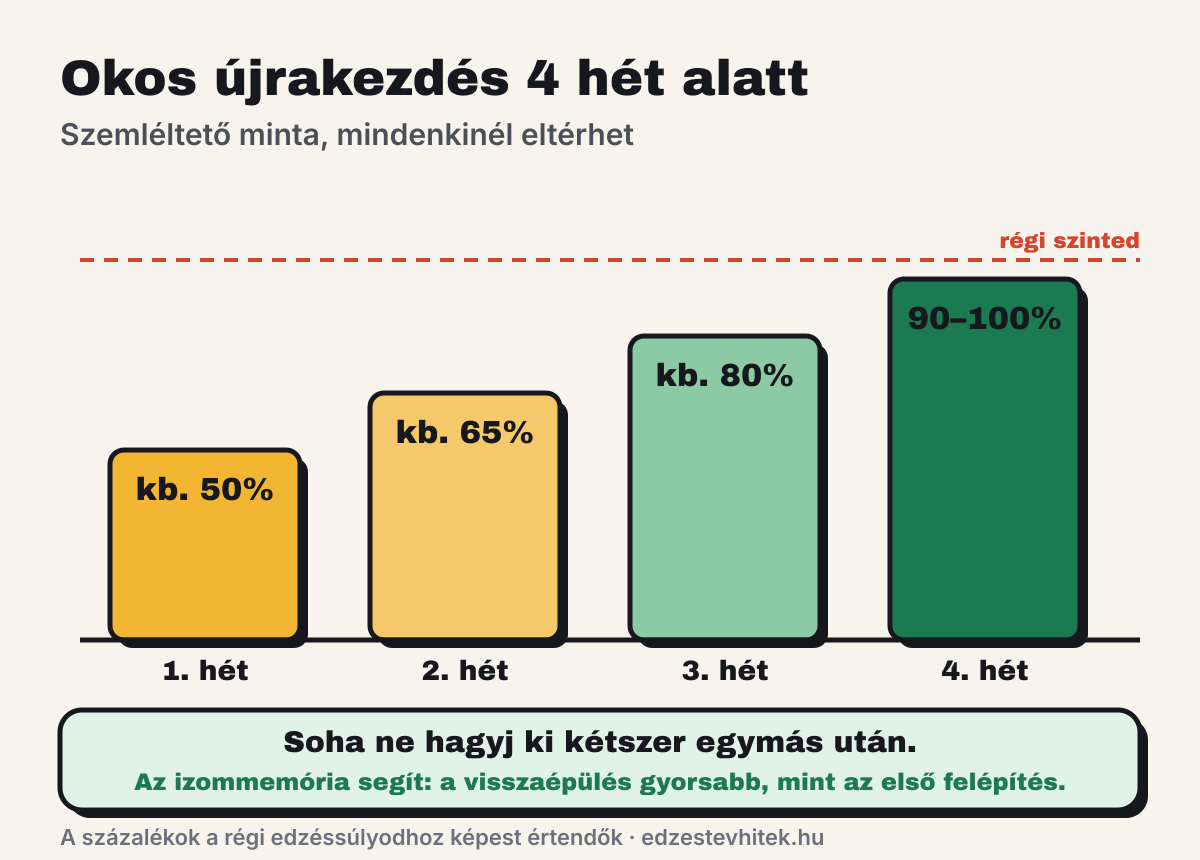 Okos újrakezdés 4 hét alatt
Szemléltető minta, mindenkinél eltérhet
régi szinted
90–100%
kb. 80%
kb. 65%
kb. 50%
1. hét
2. hét
3. hét
4. hét
Soha ne hagyj ki kétszer egymás után.
Az izommemória segít: a visszaépülés gyorsabb, mint az első felépítés.
A százalékok a régi edzéssúlyodhoz képest értendők · edzestevhitek.hu